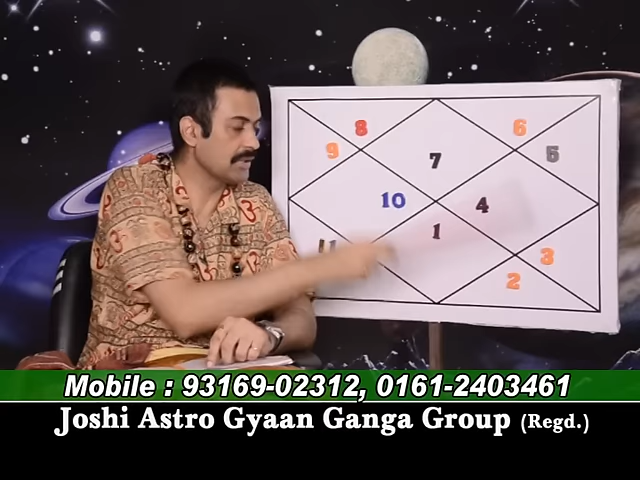 8 6
9 7 5
10 4
1
11 3
2
Mobile : 93169-02312, 0161-2403461
Joshi Astro Gyaan Ganga Group (Regd.)